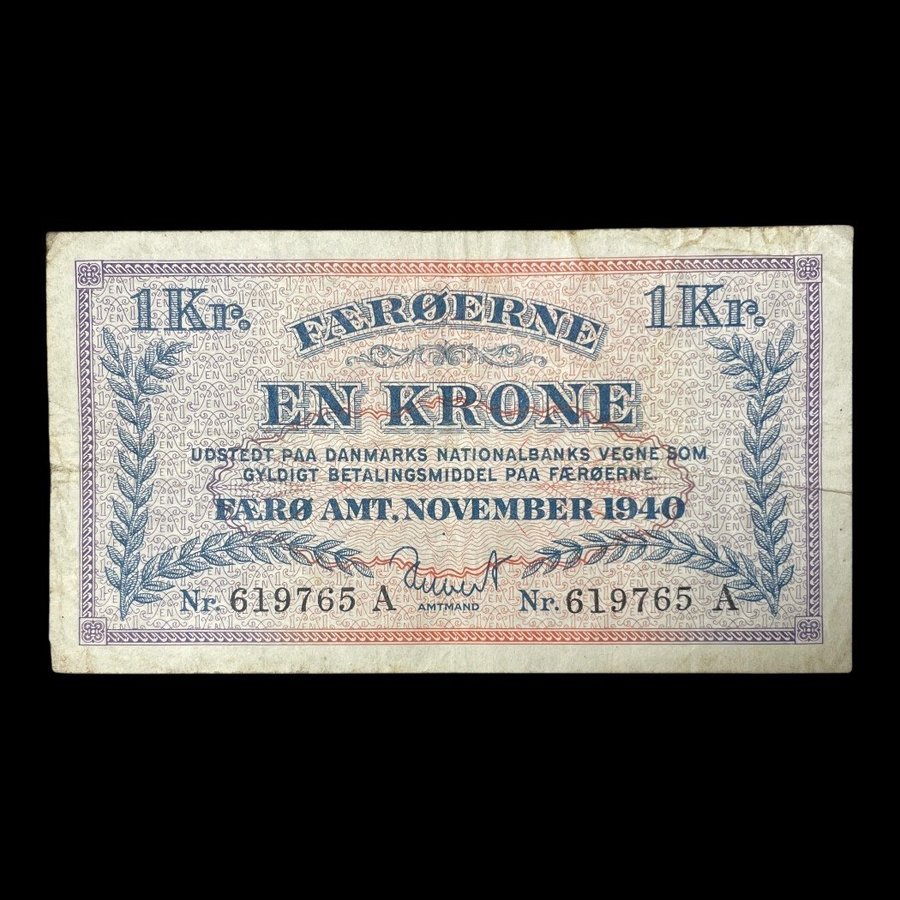 1Kr. 1Kr.
FÆRØERNE
EN KRONE
UDSTEDT PAA DANMARKS NATIONALBANKS VEGNE SOM
GYLDIGT BETALINGSMIDDEL PAA FÆRØERNE.
FÆRØ AMT, NOVEMBER 1940
Nr. 619765 A AMTMAND Nr. 619765 A